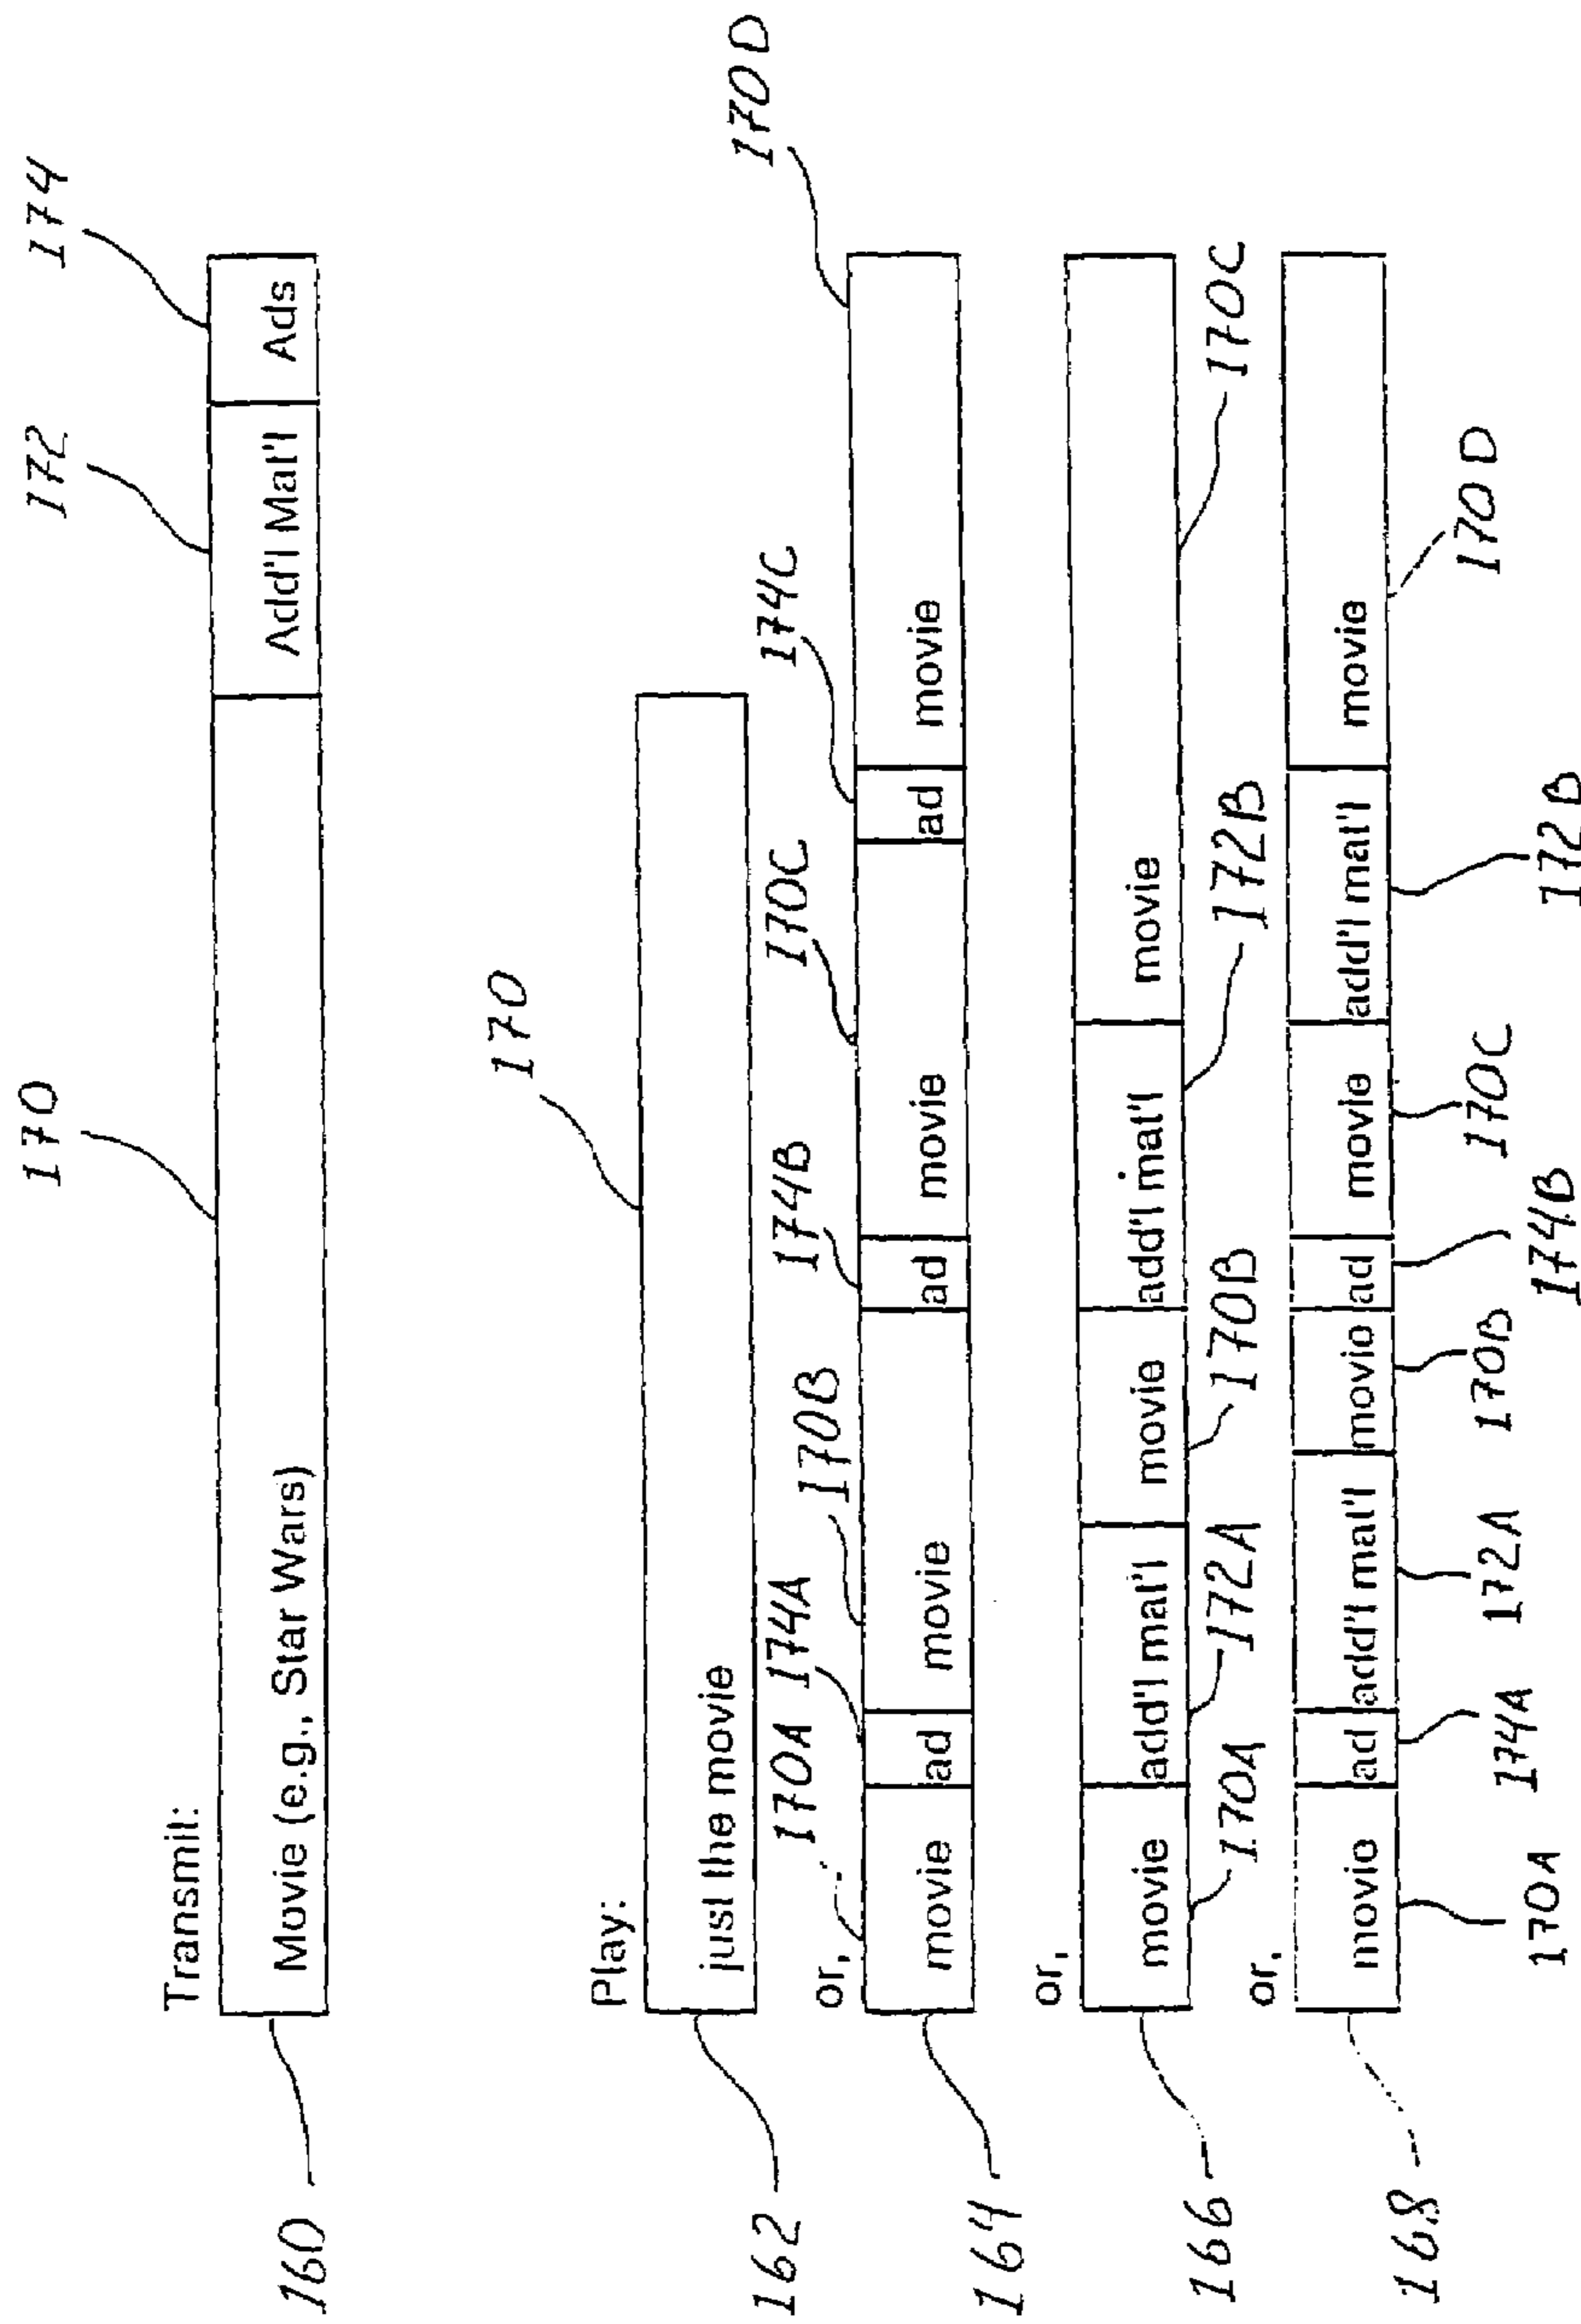 170 172 174
Transmit:
Movie (e.g., Star Wars) Add'l Mat'l Ads
160
Play:
170
just the movie
162
or,
170A 174A 170B 174B 170C 174C 170D
movie ad movie ad movie ad movie
164
or,
movie add'l mat'l movie add'l mat'l movie
166
170A 172A 170B 172B 170C
or,
movie ad add'l mat'l movie ad movie add'l mat'l movie
168
170A 174A 172A 170B 174B 170C 172B 170D